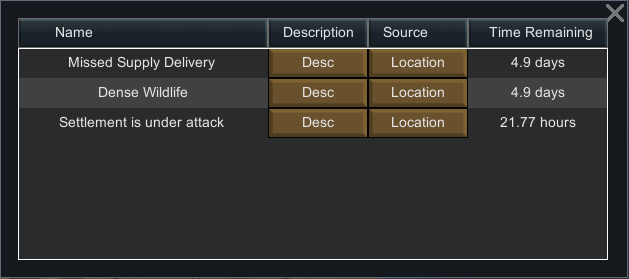 Name Description Source Time Remaining
Missed Supply Delivery Desc Location 4.9 days
Dense Wildlife Desc Location 4.9 days
Settlement is under attack Desc Location 21.77 hours